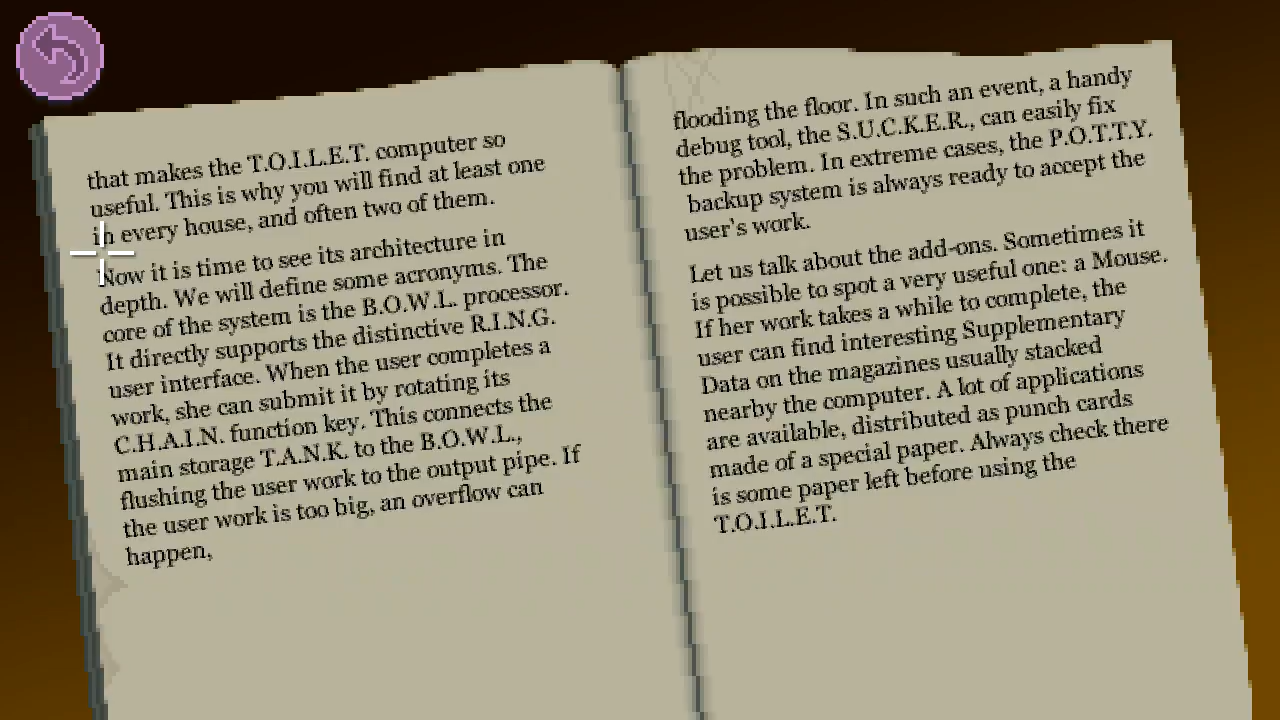 that makes the T.O.I.L.E.T. computer so
useful. This is why you will find at least one
in every house, and often two of them.
Now it is time to see its architecture in
depth. We will define some acronyms. The
core of the system is the B.O.W.L. processor.
It directly supports the distinctive R.I.N.G.
user interface. When the user completes a
work, she can submit it by rotating its
C.H.A.I.N. function key. This connects the
main storage T.A.N.K. to the B.O.W.L.,
flushing the user work to the output pipe. If
the user work is too big, an overflow can
happen,
flooding the floor. In such an event, a handy
debug tool, the S.U.C.K.E.R., can easily fix
the problem. In extreme cases, the P.O.T.T.Y.
backup system is always ready to accept the
user's work.
Let us talk about the add-ons. Sometimes it
is possible to spot a very useful one: a Mouse.
If her work takes a while to complete, the
user can find interesting Supplementary
Data on the magazines usually stacked
nearby the computer. A lot of applications
are available, distributed as punch cards
made of a special paper. Always check there
is some paper left before using the
T.O.I.L.E.T.